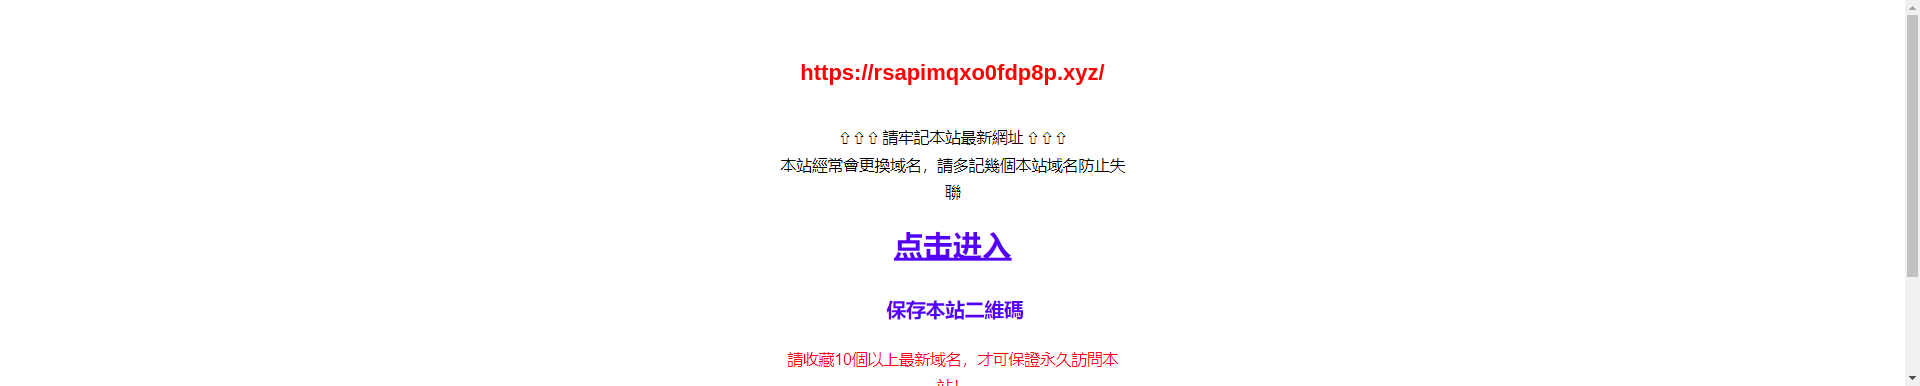 https://rsapimqxo0fdp8p.xyz/
⇧⇧⇧ 請牢記本站最新網址 ⇧⇧⇧
本站經常會更換域名，請多記幾個本站域名防止失
聯
点击进入
保存本站二維碼
請收藏10個以上最新域名，才可保證永久訪問本
站!